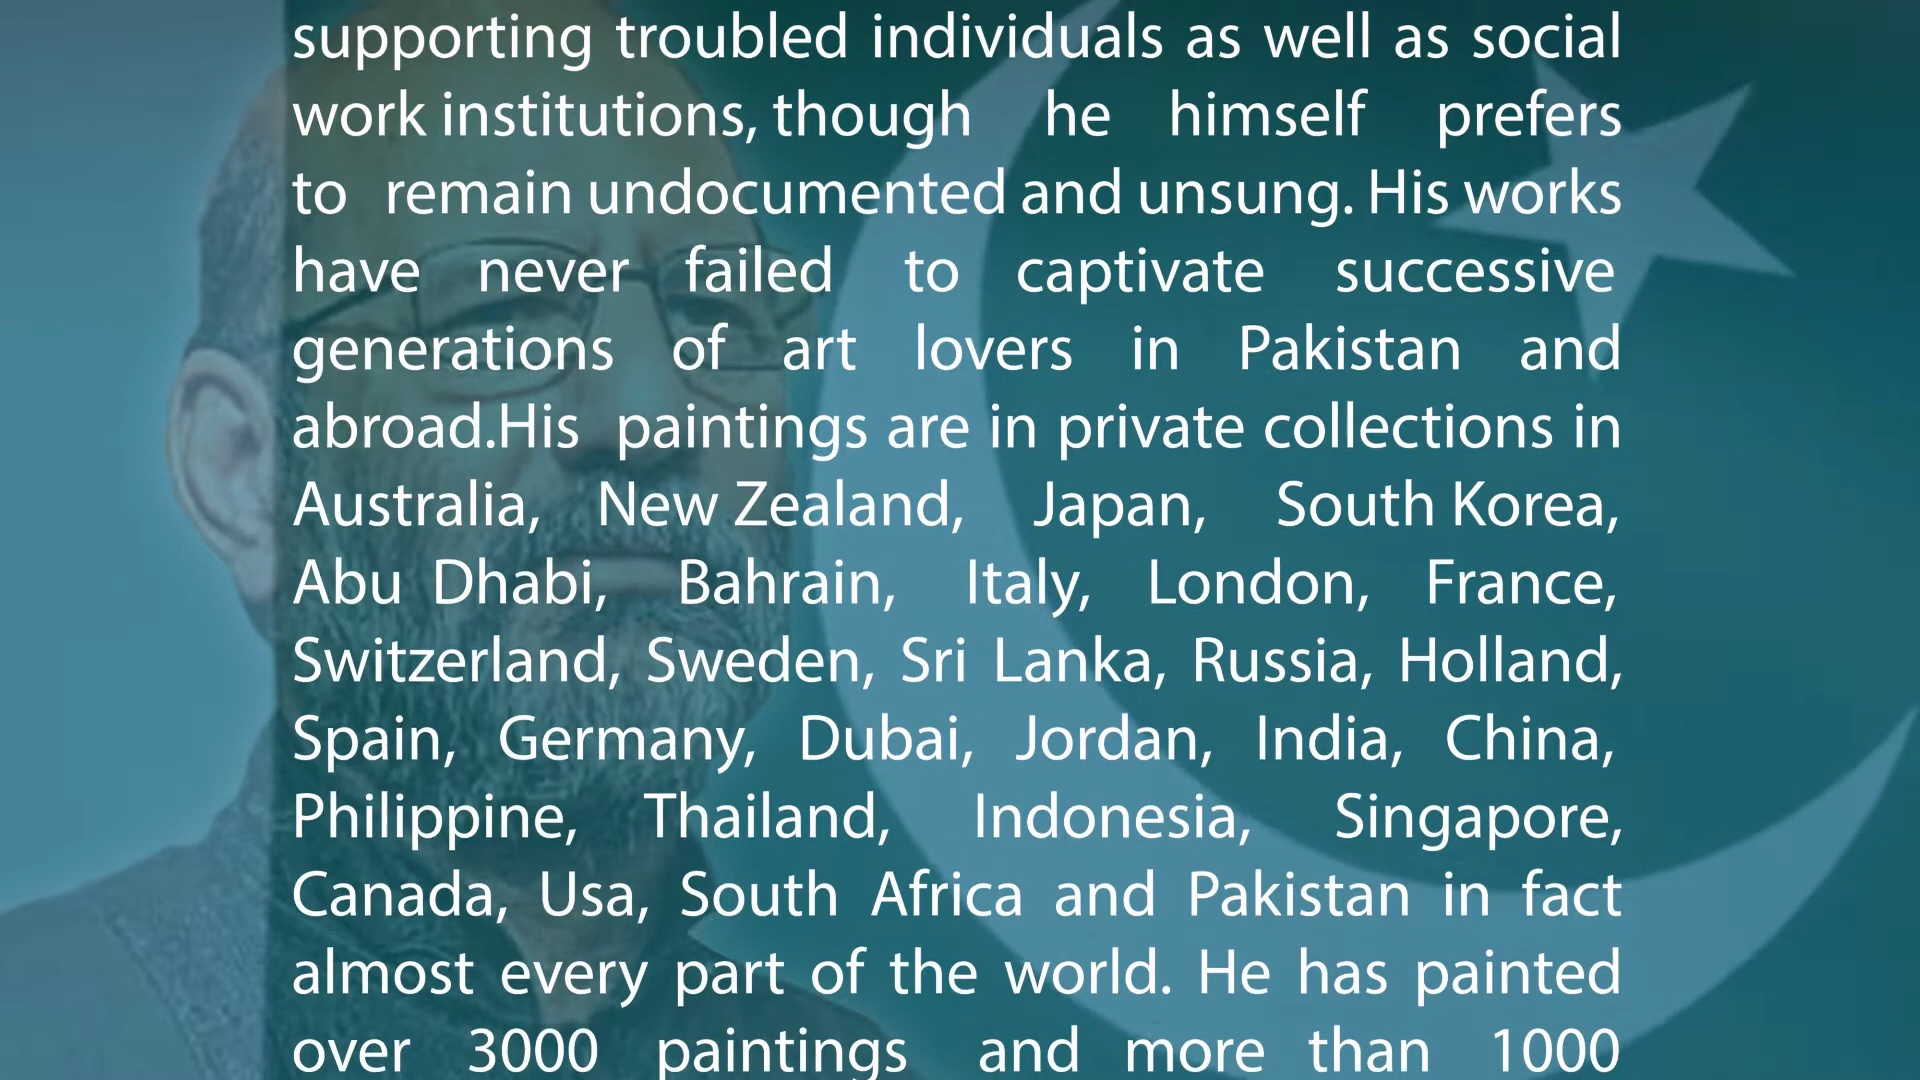 supporting troubled individuals as well as social
work institutions, though he himself prefers
to remain undocumented and unsung. His works
have never failed to captivate successive
generations of art lovers in Pakistan and
abroad.His paintings are in private collections in
Australia, New Zealand, Japan, South Korea,
Abu Dhabi, Bahrain, Italy, London, France,
Switzerland, Sweden, Sri Lanka, Russia, Holland,
Spain, Germany, Dubai, Jordan, India, China,
Philippine, Thailand, Indonesia, Singapore,
Canada, Usa, South Africa and Pakistan in fact
almost every part of the world. He has painted
over 3000 paintings and more than 1000